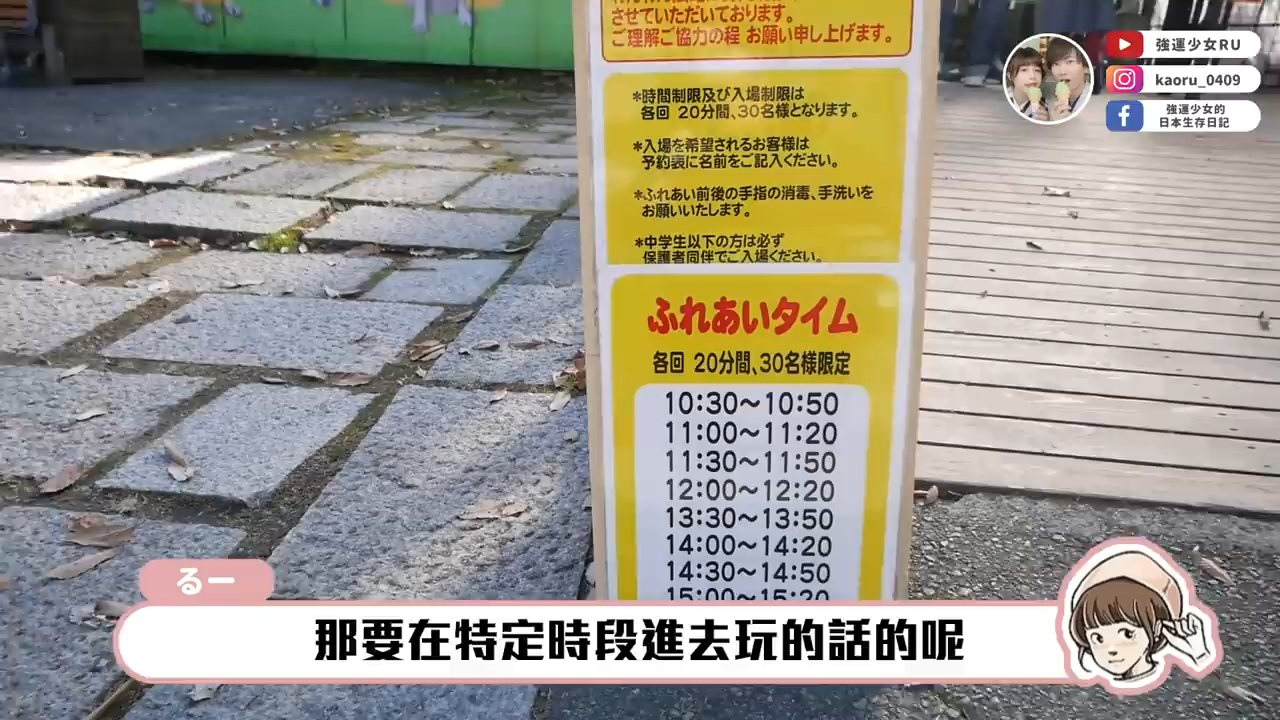 させていただいております。
ご理解ご協力の程 お願い申し上げます。
*時間制限及び入場制限は
各回 20分間、30名様となります。
*入場を希望されるお客様は
予約表に名前をご記入ください。
*ふれあい前後の手指の消毒、手洗いを
お願いいたします。
*中学生以下の方は必ず
保護者同伴でご入場ください。
ふれあいタイム
各回 20分間、30名様限定
10:30〜10:50
11:00〜11:20
11:30〜11:50
12:00〜12:20
13:30〜13:50
14:00〜14:20
14:30〜14:50
15:00〜15:20
強運少女RU
kaoru_0409
強運少女的
日本生存日記
るー
那要在特定時段進去玩的話的呢